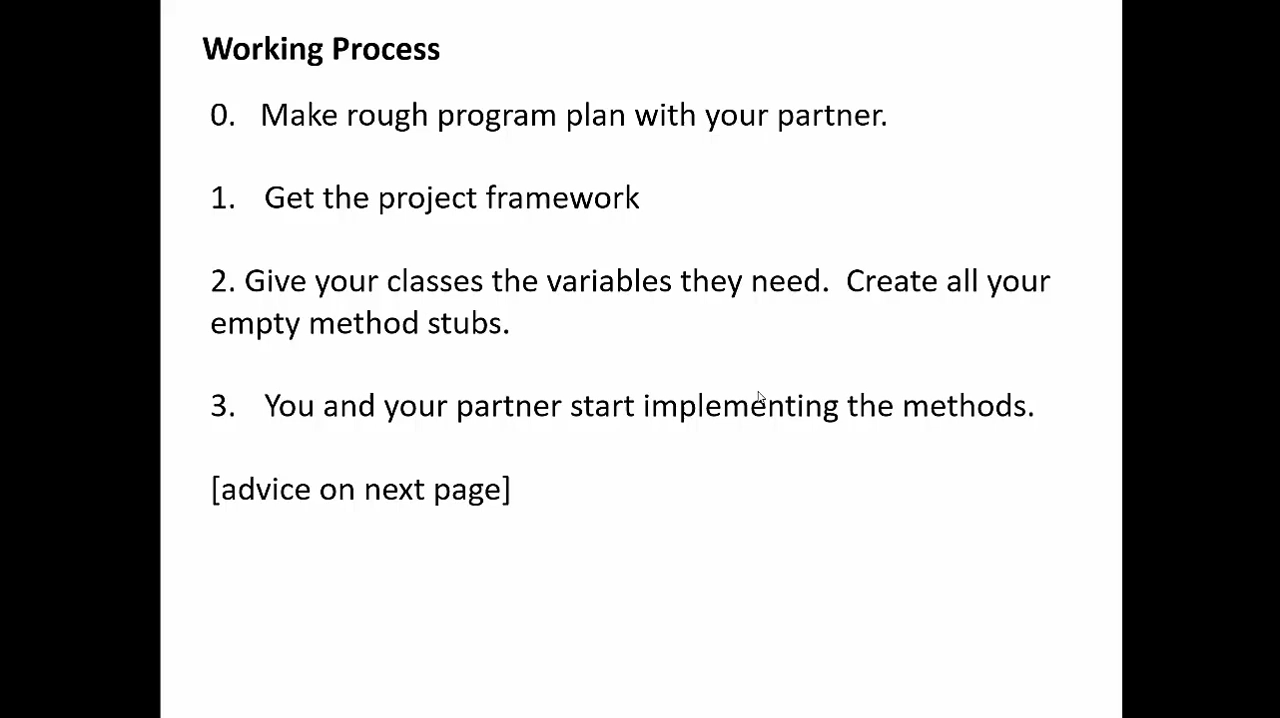 Working Process
0. Make rough program plan with your partner.
1. Get the project framework
2. Give your classes the variables they need. Create all your
empty method stubs.
3. You and your partner start implementing the methods.
[advice on next page]